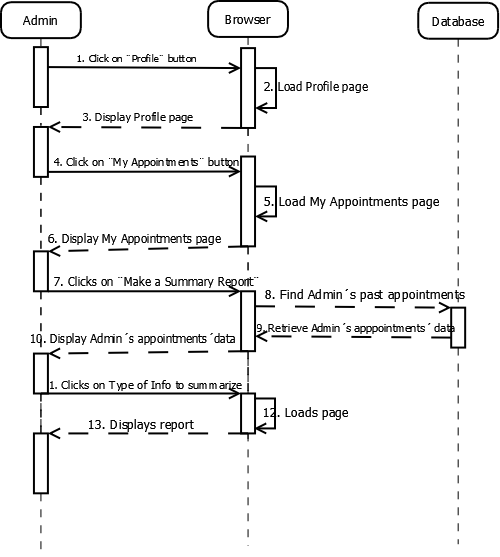 Admin
Browser
Database
1. Click on ¨Profile¨ button
2. Load Profile page
3. Display Profile page
4. Click on ¨My Appointments¨ button
5. Load My Appointments page
6. Display My Appointments page
7. Clicks on ¨Make a Summary Report¨
8. Find Admin´s past appointments
9. Retrieve Admin´s apppointments´ data
10. Display Admin´s appointments´data
1. Clicks on Type of Info to summarize
12. Loads page
13. Displays report